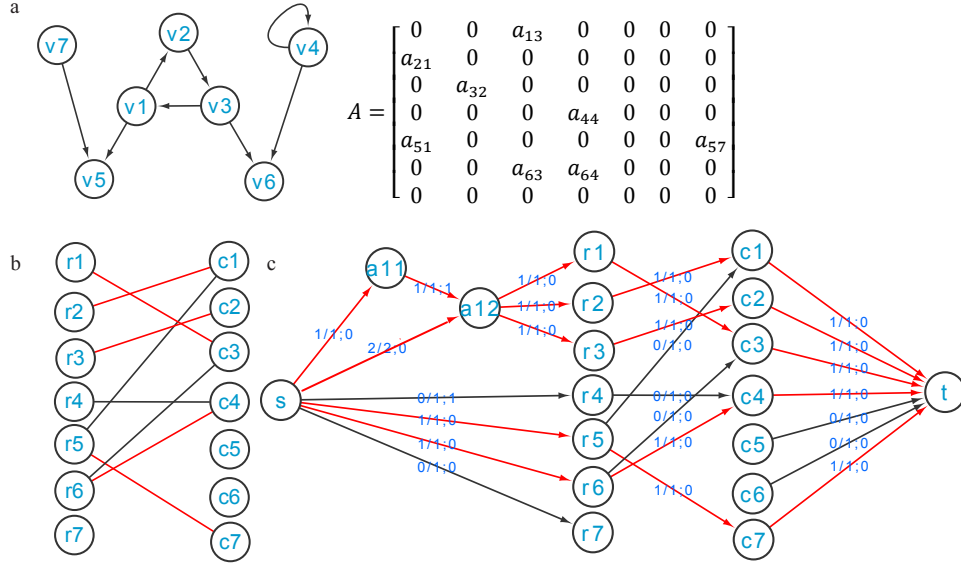 a
v7
v2
v4
v1
v3
v5
v6
A =
0 0 a13 0 0 0 0
a21 0 0 0 0 0 0
0 a32 0 0 0 0 0
0 0 0 a44 0 0 0
a51 0 0 0 0 0 a57
0 0 a63 a64 0 0 0
0 0 0 0 0 0 0
b
r1
r2
r3
r4
r5
r6
r7
c1
c2
c3
c4
c5
c6
c7
c
s
a11
a12
1/1;0
2/2;0
1/1;1
0/1;1
1/1;0
1/1;0
0/1;0
1/1;0
1/1;0
1/1;0
r1
r2
r3
r4
r5
r6
r7
1/1;0
1/1;0
1/1;0
0/1;0
0/1;0
0/1;0
1/1;0
1/1;0
c1
c2
c3
c4
c5
c6
c7
1/1;0
1/1;0
1/1;0
1/1;0
0/1;0
0/1;0
1/1;0
t